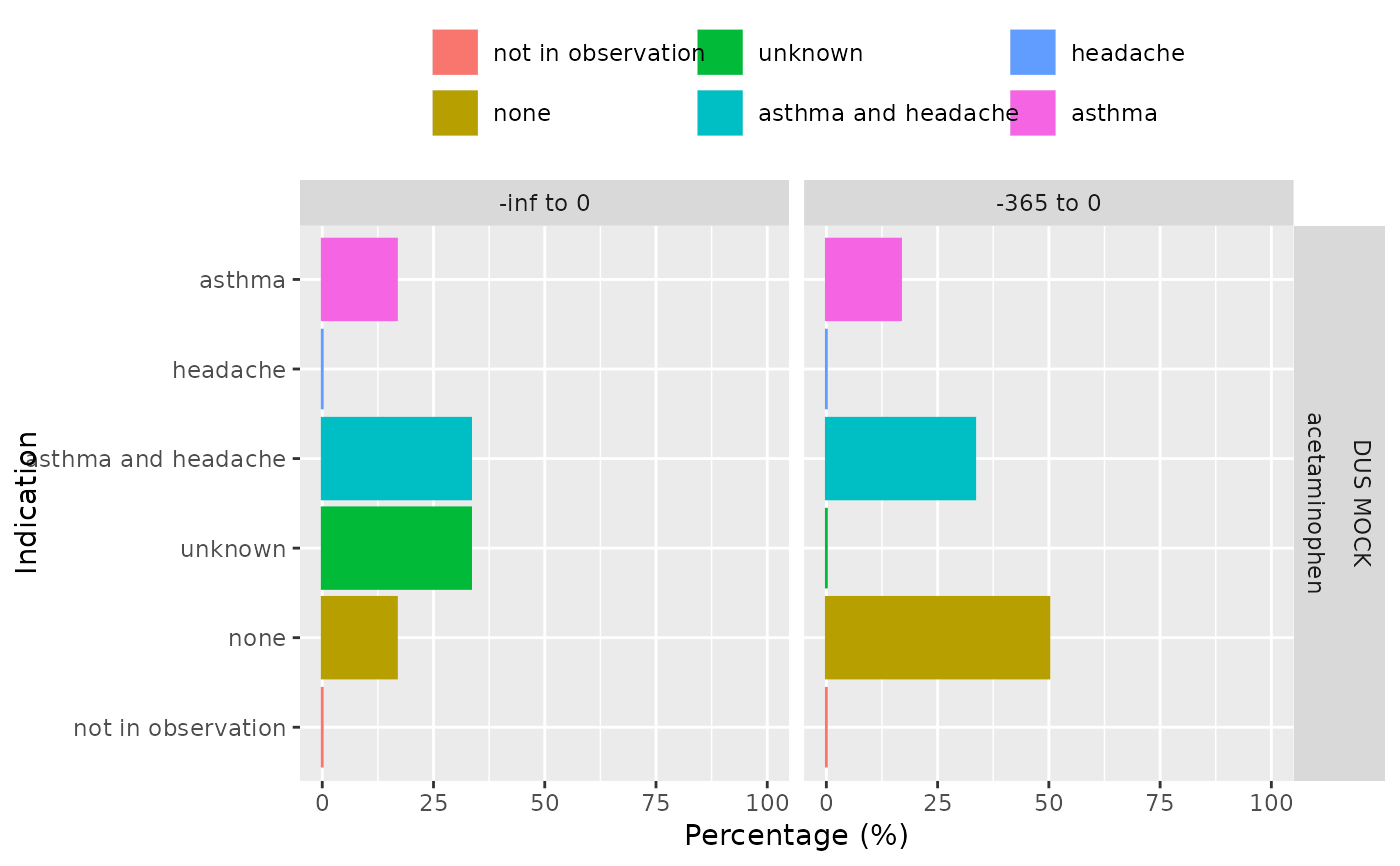 not in observation unknown headache
none asthma and headache asthma
-inf to 0 -365 to 0
asthma
headache
asthma and headache
unknown
none
not in observation
Indication
acetaminophen
DUS MOCK
0 25 50 75 100 0 25 50 75 100
Percentage (%)